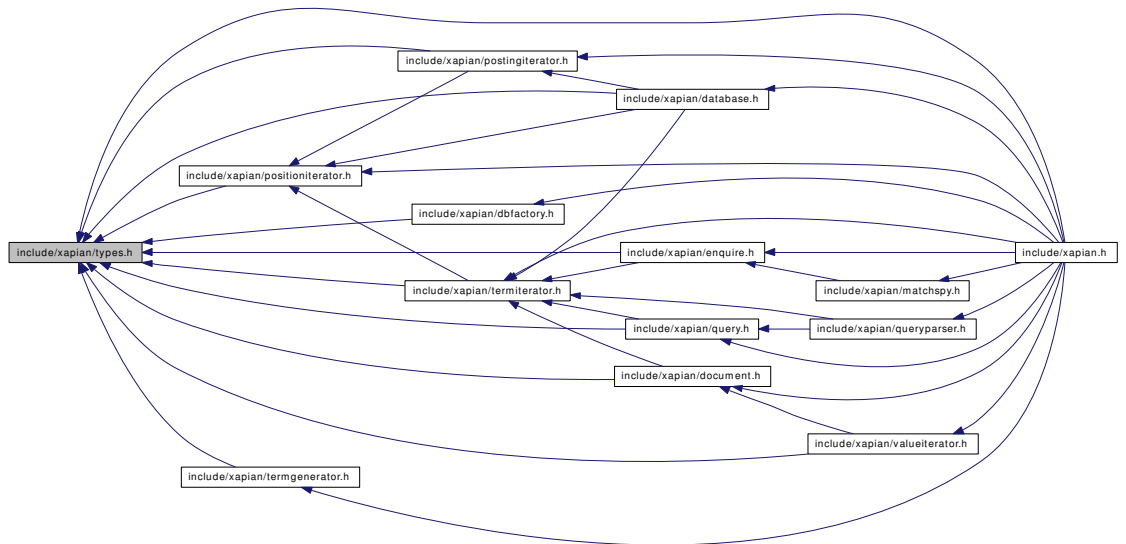 include/xapian/postingiterator.h
include/xapian/database.h
include/xapian/positioniterator.h
include/xapian/dbfactory.h
include/xapian/types.h
include/xapian/enquire.h
include/xapian.h
include/xapian/termiterator.h
include/xapian/matchspy.h
include/xapian/query.h
include/xapian/queryparser.h
include/xapian/document.h
include/xapian/valueiterator.h
include/xapian/termgenerator.h